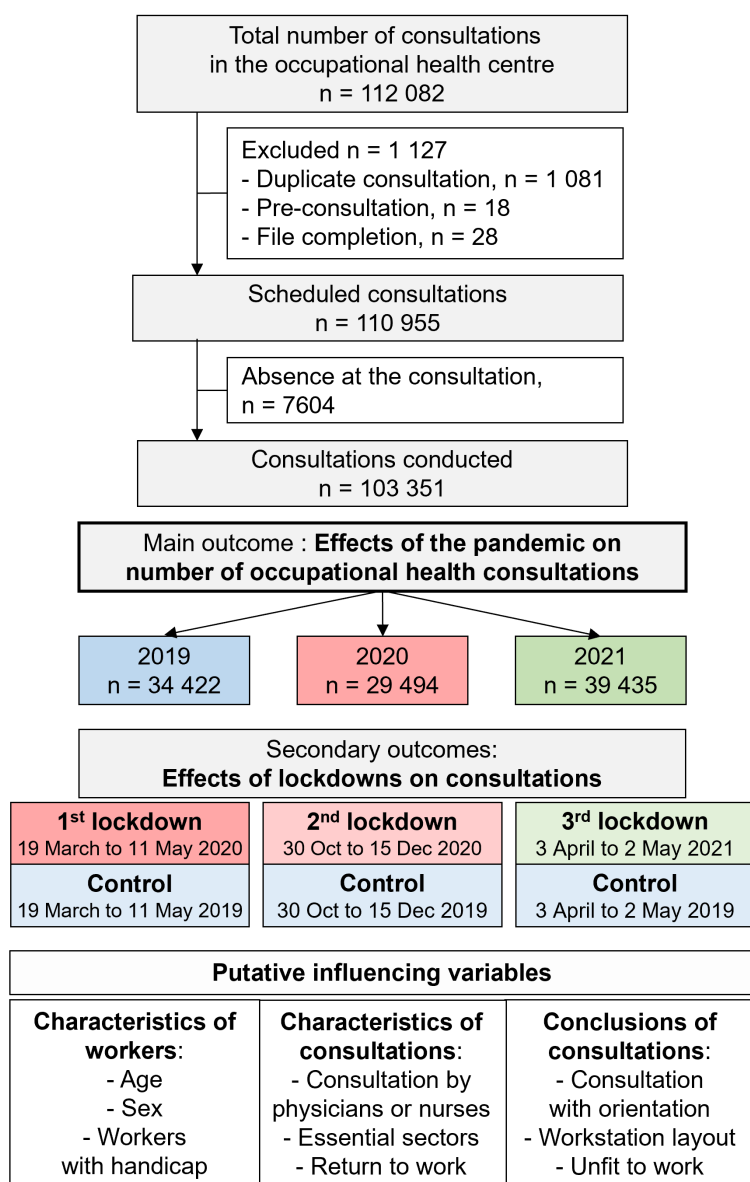 Total number of consultations
in the occupational health centre
n = 112 082
Excluded n = 1 127
- Duplicate consultation, n = 1 081
- Pre-consultation, n = 18
- File completion, n = 28
Scheduled consultations
n = 110 955
Absence at the consultation,
n = 7604
Consultations conducted
n = 103 351
Main outcome : Effects of the pandemic on
number of occupational health consultations
2019
n = 34 422
2020
n = 29 494
2021
n = 39 435
Secondary outcomes:
Effects of lockdowns on consultations
1st lockdown
19 March to 11 May 2020
Control
19 March to 11 May 2019
2nd lockdown
30 Oct to 15 Dec 2020
Control
30 Oct to 15 Dec 2019
3rd lockdown
3 April to 2 May 2021
Control
3 April to 2 May 2019
Putative influencing variables
Characteristics of
workers:
- Age
- Sex
- Workers
with handicap
Characteristics of
consultations:
- Consultation by
physicians or nurses
- Essential sectors
- Return to work
Conclusions of
consultations:
- Consultation
with orientation
- Workstation layout
- Unfit to work